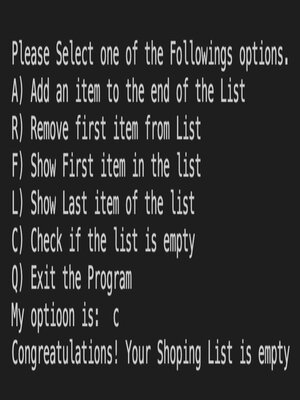 Please Select one of the Followings options.
A) Add an item to the end of the List
R) Remove first item from List
F) Show First item in the list
L) Show Last item of the list
C) Check if the list is empty
Q) Exit the Program
My optioon is:  c
Congreatulations! Your Shoping List is empty